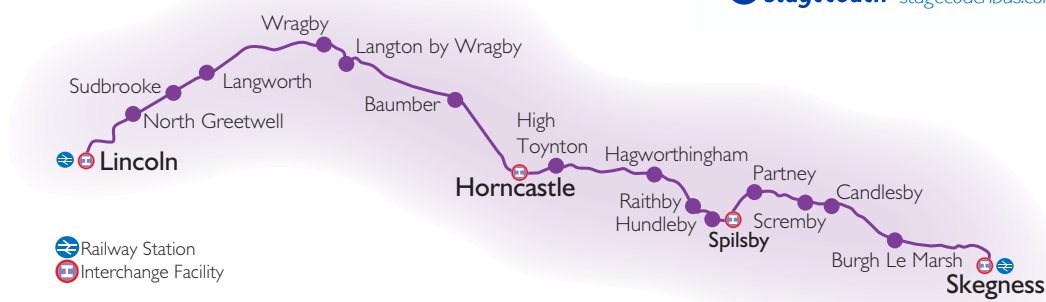 stagecoachbus.com
Wragby
Langton by Wragby
Sudbrooke
Langworth
Baumber
North Greetwell
High
Toynton
Lincoln
Hagworthingham
Horncastle
Partney
Candlesby
Raithby
Hundleby
Scremby
Spilsby
Railway Station
Interchange Facility
Burgh Le Marsh
Skegness